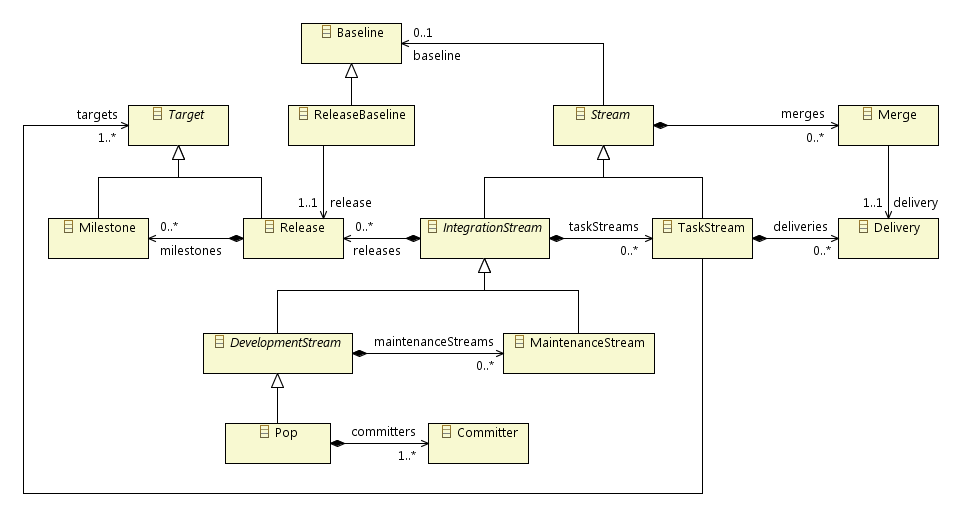 Baseline
0..1
baseline
targets
1..*
Target
ReleaseBaseline
Stream
merges
0..*
Merge
1..1 release
1..1 delivery
Milestone
0..*
milestones
Release
0..*
releases
IntegrationStream
taskStreams
0..*
TaskStream
deliveries
0..*
Delivery
DevelopmentStream
maintenanceStreams
0..*
MaintenanceStream
Pop
committers
1..*
Committer